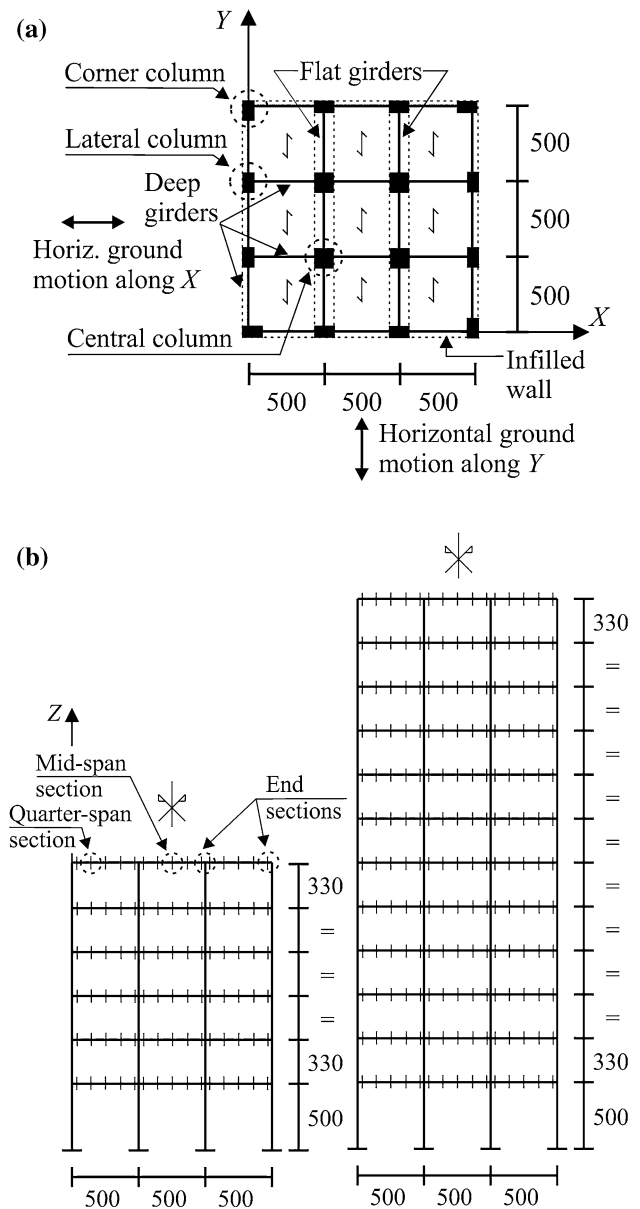 (a)
Y
Corner column
Flat girders
Lateral column
500
Deep
girders
500
Horiz. ground
motion along X
500
X
Central column
Infilled
wall
500 500 500
Horizontal ground
motion along Y
(b)
330
=
=
=
=
=
=
=
=
=
330
500
500 500 500
Z
Mid-span
section
End
sections
Quarter-span
section
330
=
=
=
330
500
500 500 500